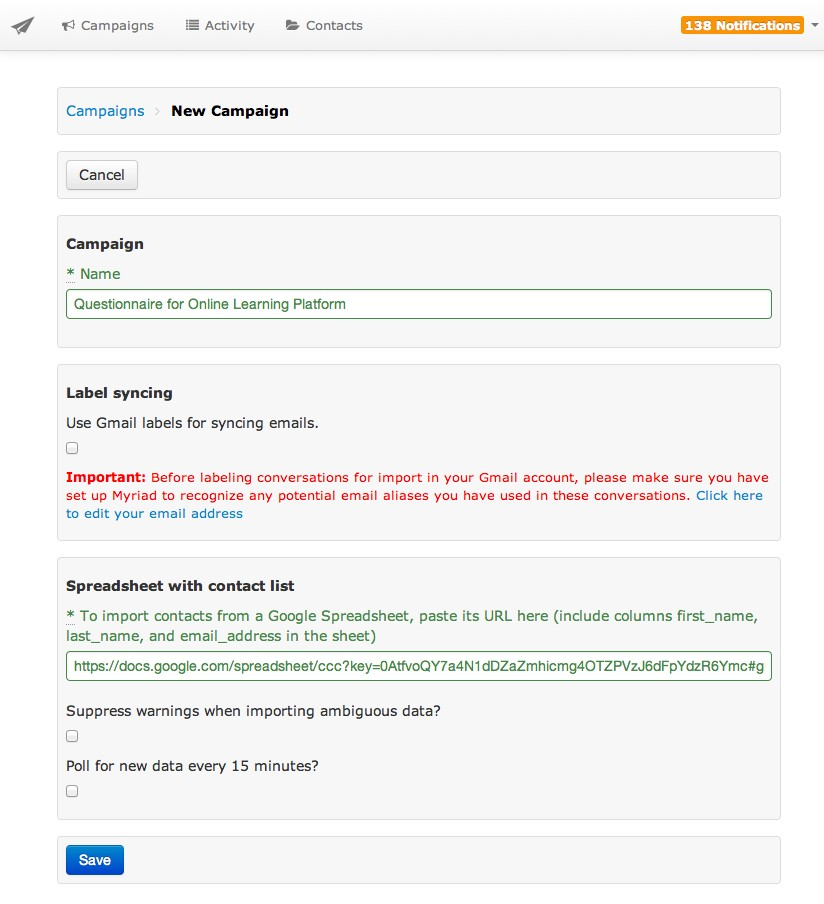 Campaigns Activity Contacts 138 Notifications
Campaigns › New Campaign
Cancel
Campaign
* Name
Questionnaire for Online Learning Platform
Label syncing
Use Gmail labels for syncing emails.
Important: Before labeling conversations for import in your Gmail account, please make sure you have
set up Myriad to recognize any potential email aliases you have used in these conversations. Click here
to edit your email address
Spreadsheet with contact list
* To import contacts from a Google Spreadsheet, paste its URL here (include columns first_name,
last_name, and email_address in the sheet)
https://docs.google.com/spreadsheet/ccc?key=0AtfvoQY7a4N1dDZaZmhicmg4OTZPVzJ6dFpYdzR6Ymc#g
Suppress warnings when importing ambiguous data?
Poll for new data every 15 minutes?
Save